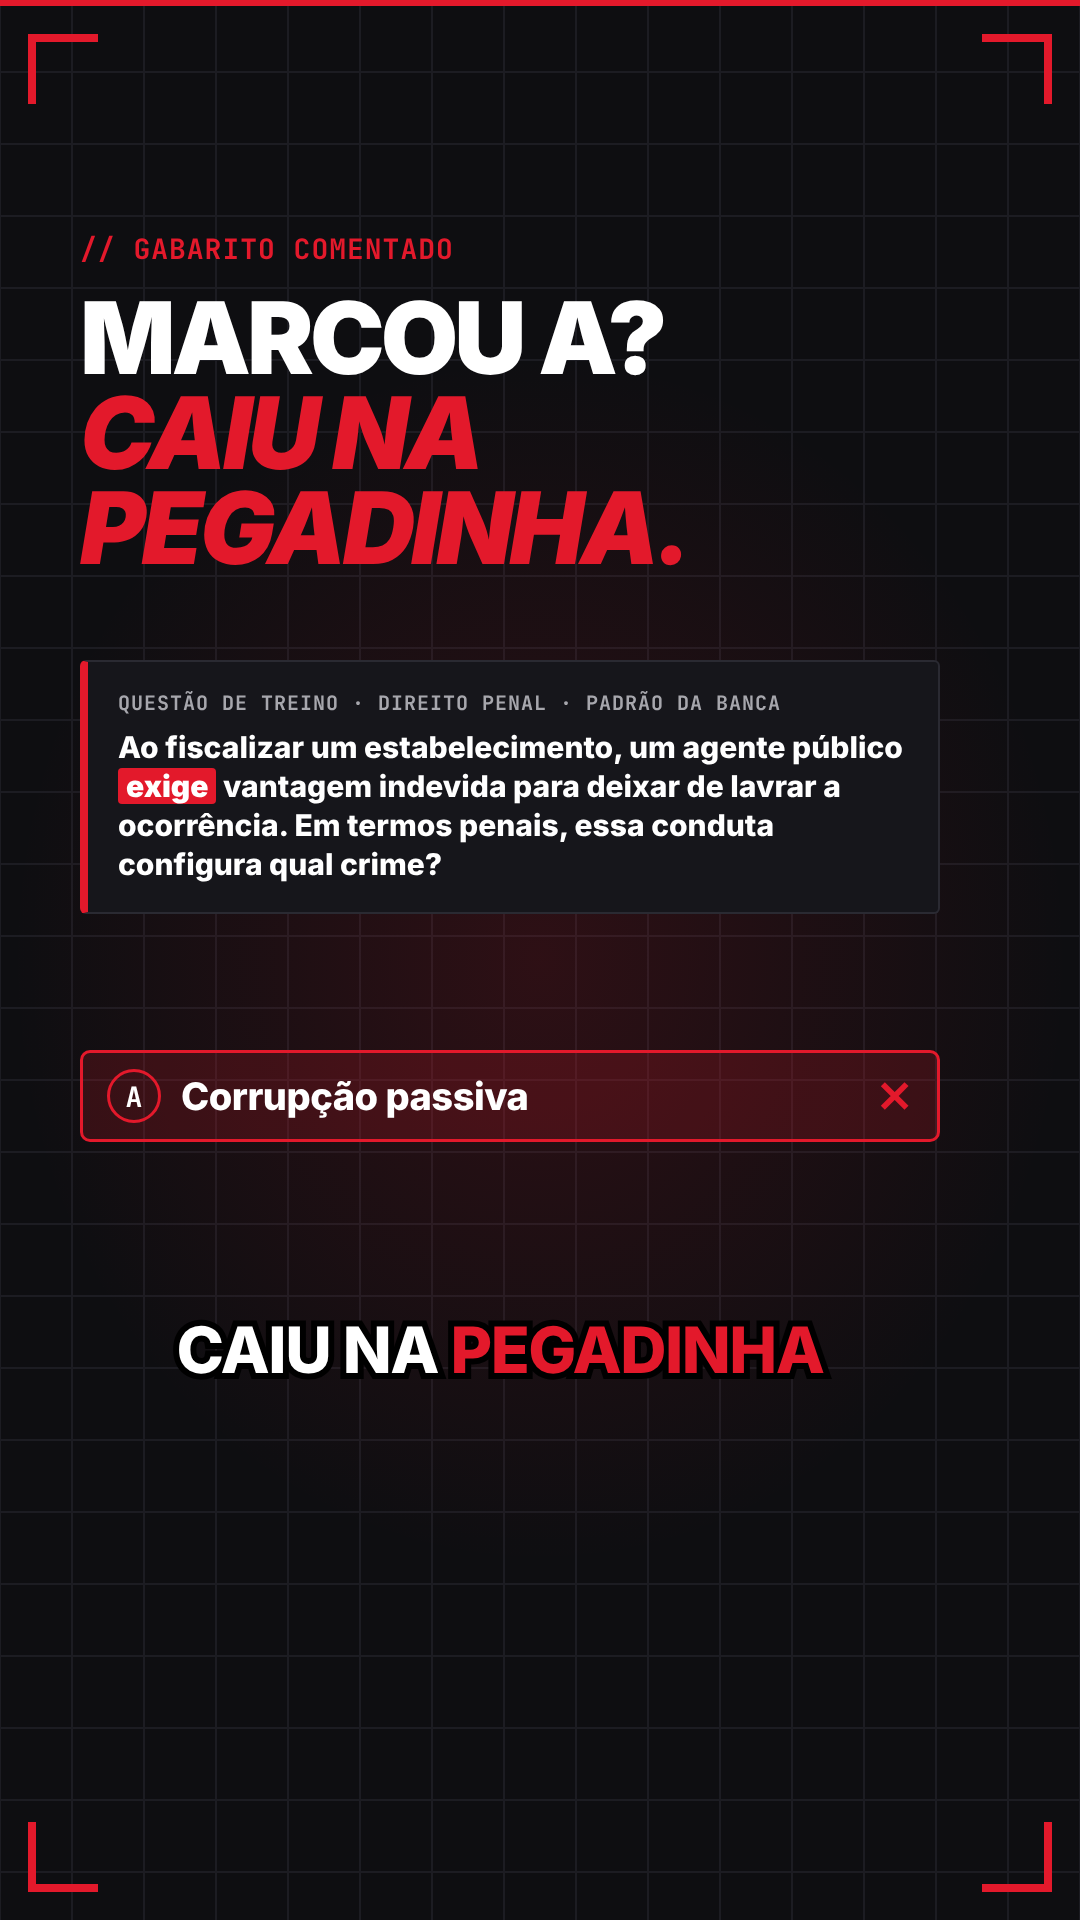 // GABARITO COMENTADO
MARCOU A?
CAIU NA
PEGADINHA.
QUESTÃO DE TREINO · DIREITO PENAL · PADRÃO DA BANCA
Ao fiscalizar um estabelecimento, um agente público
exige vantagem indevida para deixar de lavrar a
ocorrência. Em termos penais, essa conduta
configura qual crime?
A Corrupção passiva ✕
CAIU NA PEGADINHA